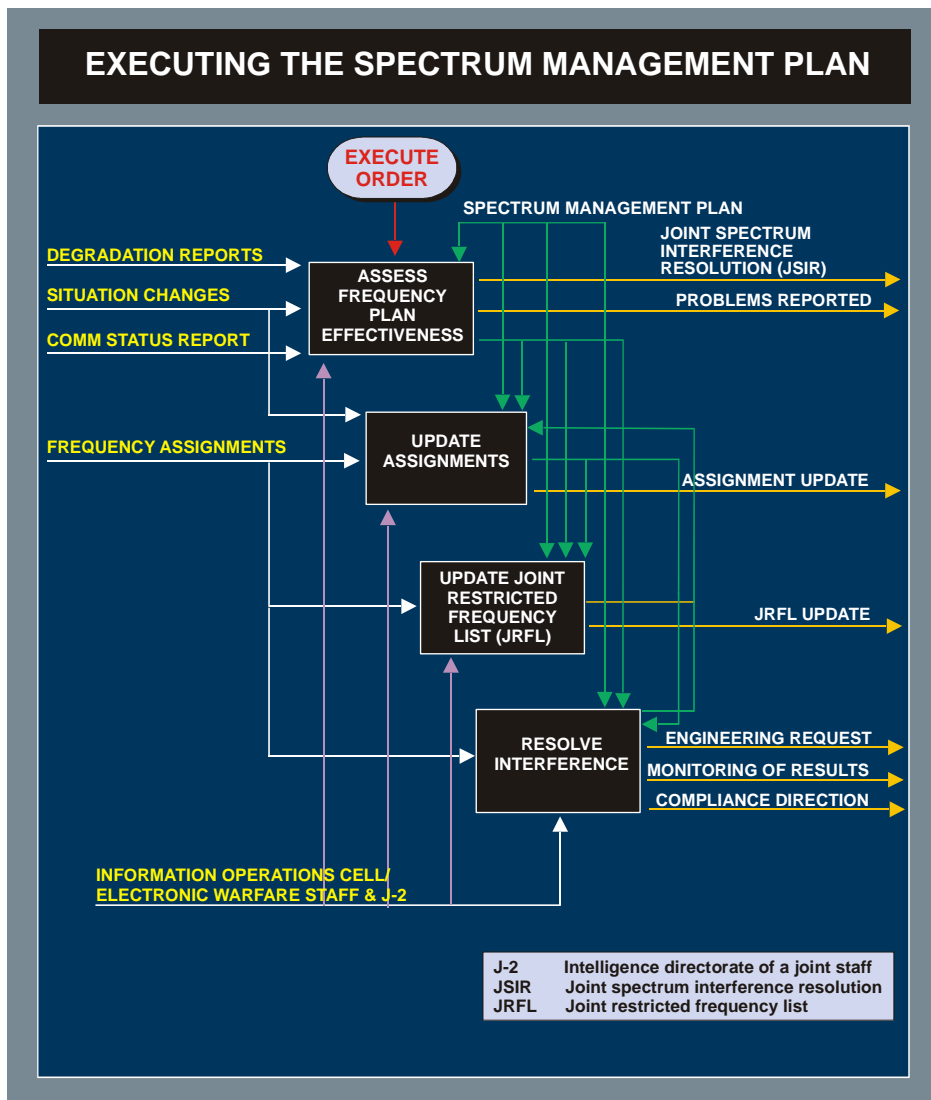 EXECUTING THE SPECTRUM MANAGEMENT PLAN
EXECUTE
ORDER
SPECTRUM MANAGEMENT PLAN
DEGRADATION REPORTS
SITUATION CHANGES
COMM STATUS REPORT
ASSESS
FREQUENCY
PLAN
EFFECTIVENESS
JOINT SPECTRUM
INTERFERENCE
RESOLUTION (JSIR)
PROBLEMS REPORTED
FREQUENCY ASSIGNMENTS
UPDATE
ASSIGNMENTS
ASSIGNMENT UPDATE
UPDATE JOINT
RESTRICTED
FREQUENCY
LIST (JRFL)
JRFL UPDATE
RESOLVE
INTERFERENCE
ENGINEERING REQUEST
MONITORING OF RESULTS
COMPLIANCE DIRECTION
INFORMATION OPERATIONS CELL/
ELECTRONIC WARFARE STAFF & J-2
J-2 Intelligence directorate of a joint staff
JSIR Joint spectrum interference resolution
JRFL Joint restricted frequency list